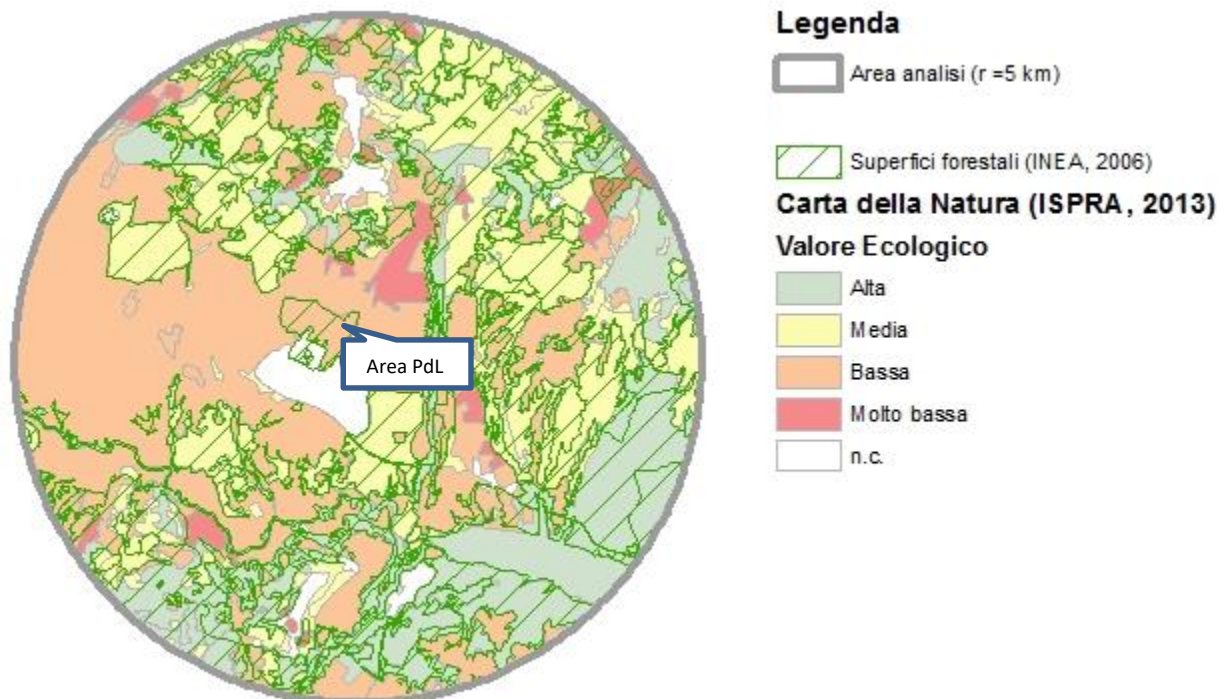 Legenda
Area analisi (r =5 km)
Superfici forestali (INEA, 2006)
Carta della Natura (ISPRA, 2013)
Valore Ecologico
Alta
Media
Bassa
Molto bassa
n.c.
Area PdL